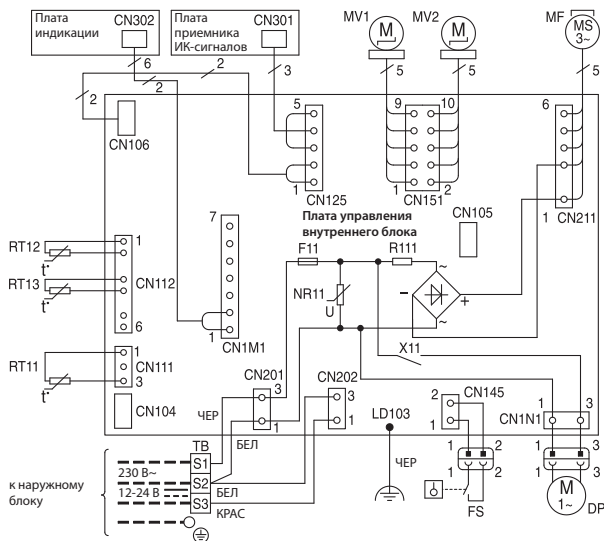 Плата
индикации
CN302
Плата
приемника
ИК-сигналов
CN301
MV1
M
MV2
M
MF
MS
3~
6
2
3
5
5
5
2
2
CN106
5
1
CN125
9
10
1
2
CN151
6
1
CN211
Плата управления
внутреннего блока
CN105
7
1
CN1M1
RT12
t°
RT13
t°
1
6
CN112
RT11
t°
1
3
CN111
CN104
F11
R111
NR11
U
~
~
−
+
X11
CN201
3
1
CN202
3
1
CN145
2
1
LD103
CN1N1
1
3
ЧЕР
БЕЛ
ЧЕР
TB
S1
S2
S3
230 В~
12-24 В
БЕЛ
КРАС
к наружному
блоку
1
2
1
2
FS
1
3
1
3
M
1~
DP